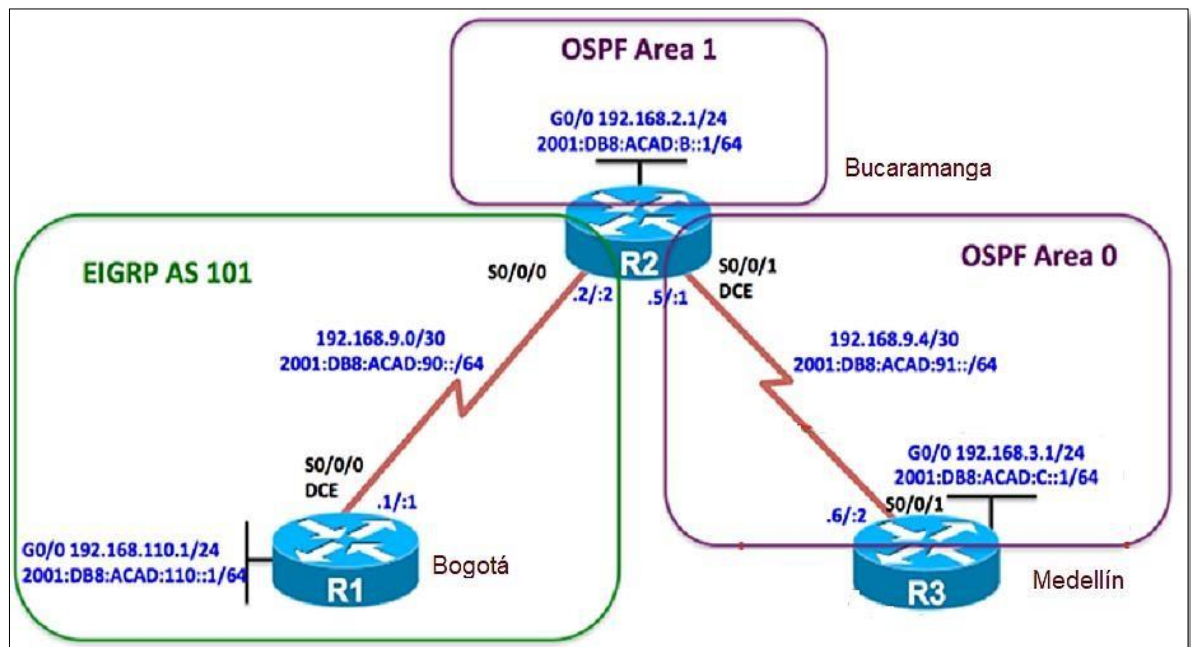 OSPF Area 1
G0/0 192.168.2.1/24
2001:DB8:ACAD:B::1/64
Bucaramanga
R2
EIGRP AS 101
S0/0/0
.2/:2
.5/:1
S0/0/1
DCE
OSPF Area 0
192.168.9.0/30
2001:DB8:ACAD:90::/64
192.168.9.4/30
2001:DB8:ACAD:91::/64
S0/0/0
DCE
.1/:1
G0/0 192.168.3.1/24
2001:DB8:ACAD:C::1/64
.6/:2
S0/0/1
G0/0 192.168.110.1/24
2001:DB8:ACAD:110::1/64
R1
Bogotá
R3
Medellín